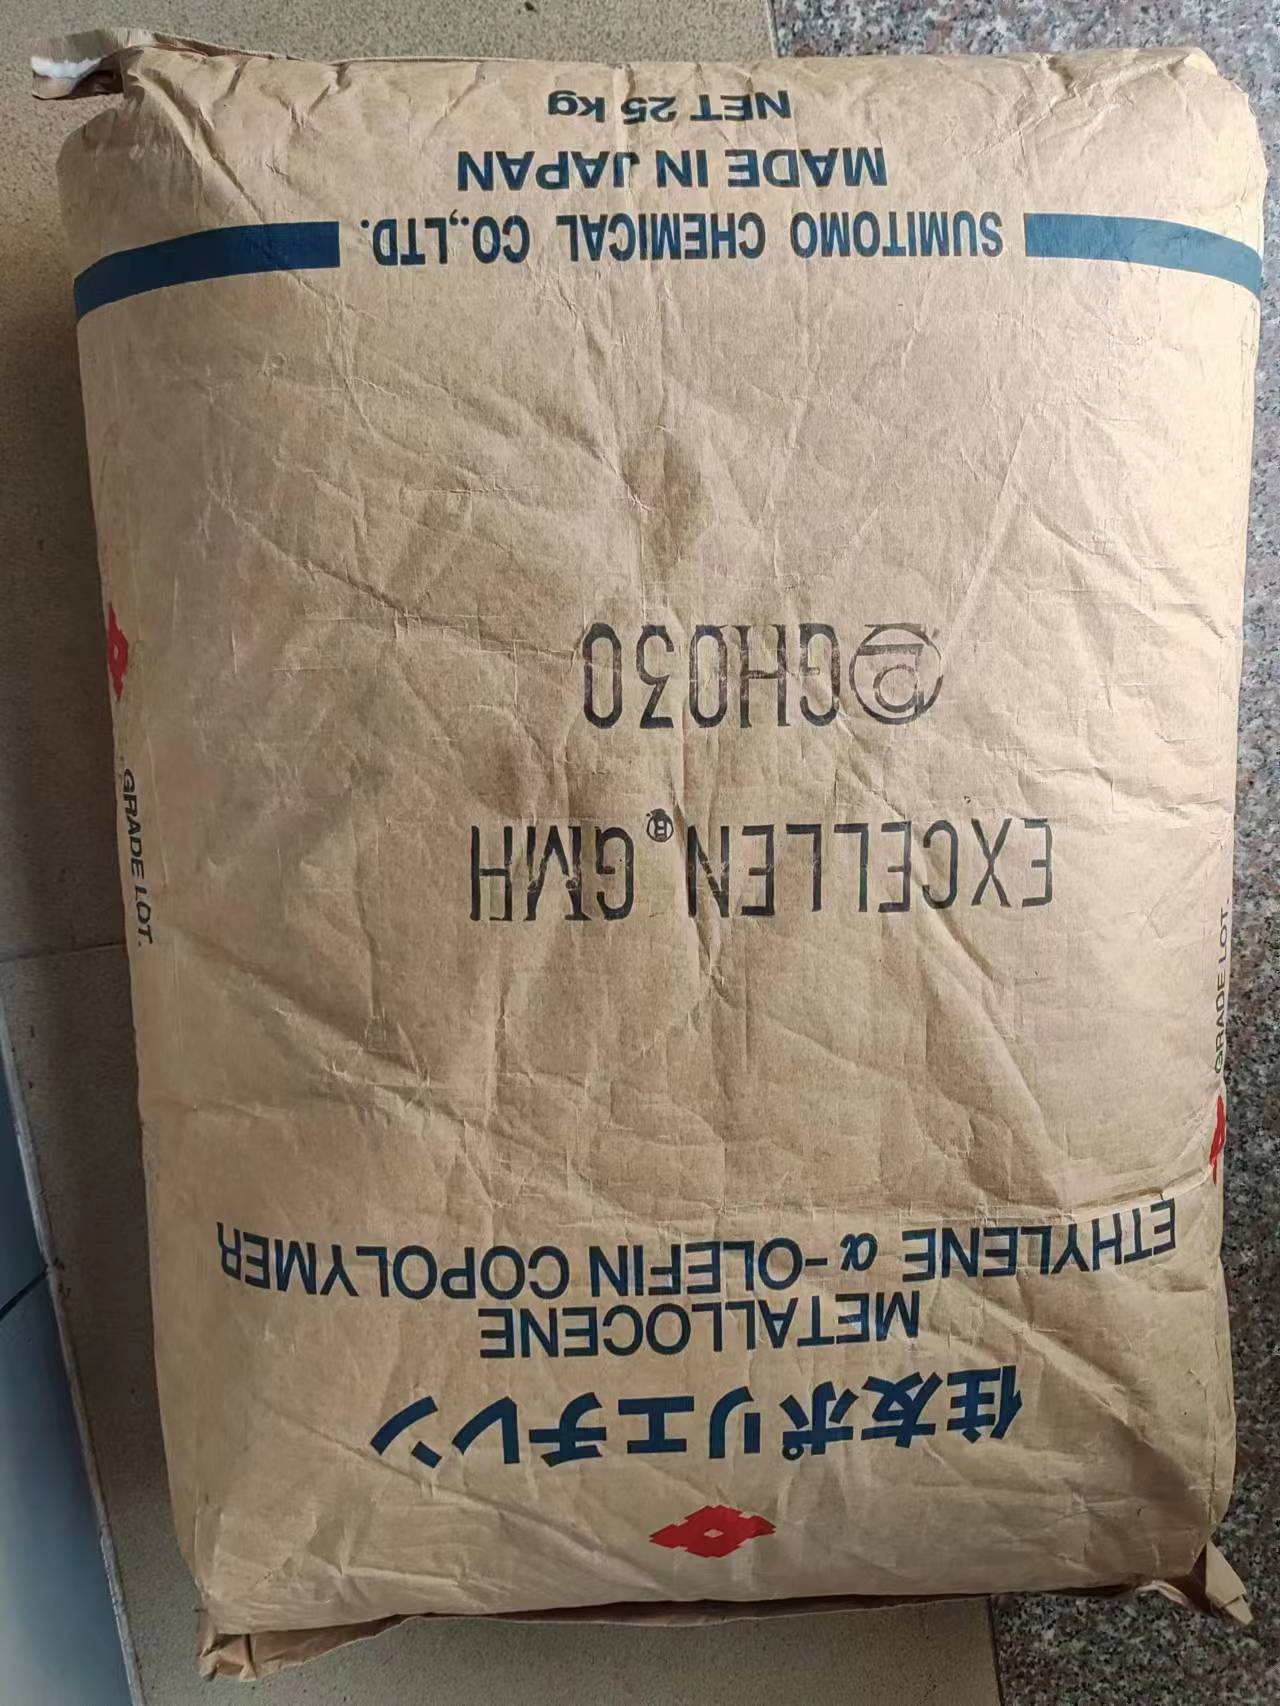 住友ポリエチレン
METALLOCENE
ETHYLENE α-OLEFIN COPOLYMER
EXCELLEN®GMH
ⓅGH030
SUMITOMO CHEMICAL CO.,LTD.
MADE IN JAPAN
NET 25 kg
GRADE LOT.
GRADE LOT.